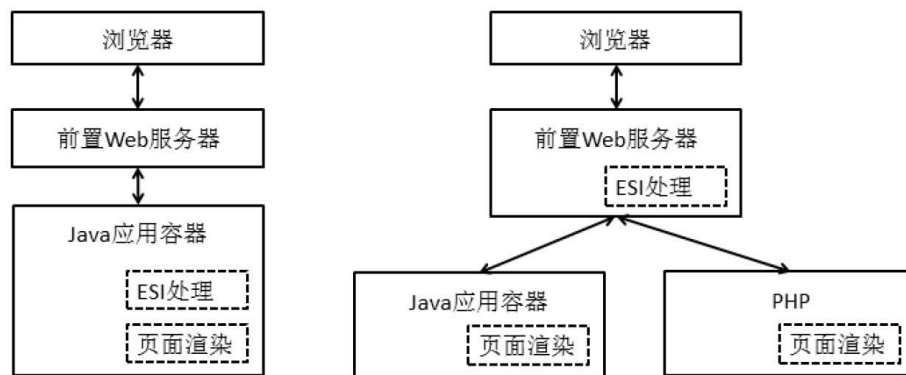 浏览器
前置Web服务器
Java应用容器
ESI处理
页面渲染
浏览器
前置Web服务器
ESI处理
Java应用容器
页面渲染
PHP
页面渲染